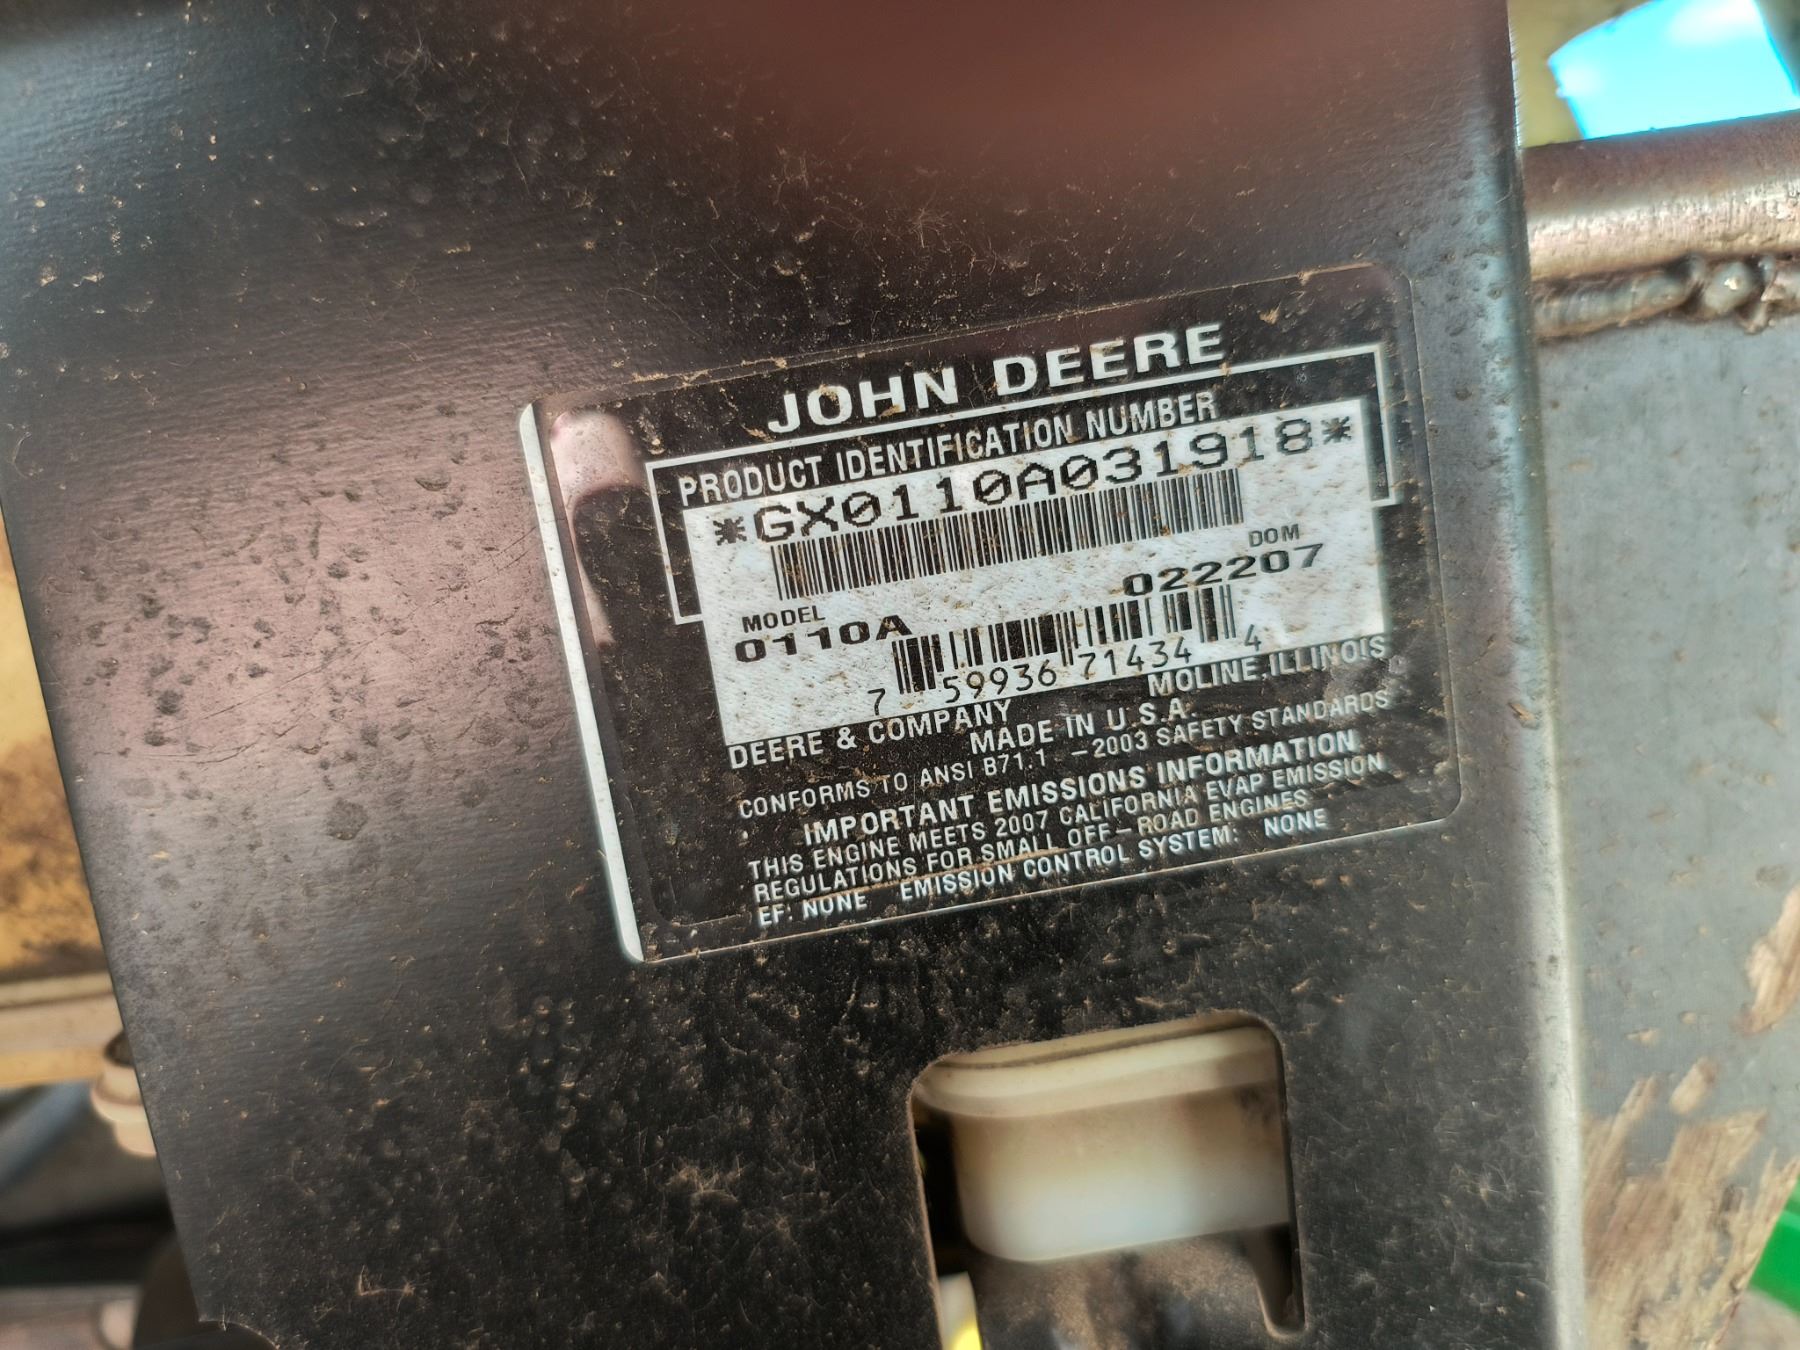 JOHN DEERE
PRODUCT IDENTIFICATION NUMBER
*GX0110A031918*
MODEL DOM
0110A 022207
7 59936 71434 4
DEERE & COMPANY MOLINE, ILLINOIS
MADE IN U.S.A.
CONFORMS TO ANSI B71.1 -2003 SAFETY STANDARDS
IMPORTANT EMISSIONS INFORMATION
THIS ENGINE MEETS 2007 CALIFORNIA EVAP EMISSION
REGULATIONS FOR SMALL OFF-ROAD ENGINES
EF: NONE EMISSION CONTROL SYSTEM: NONE